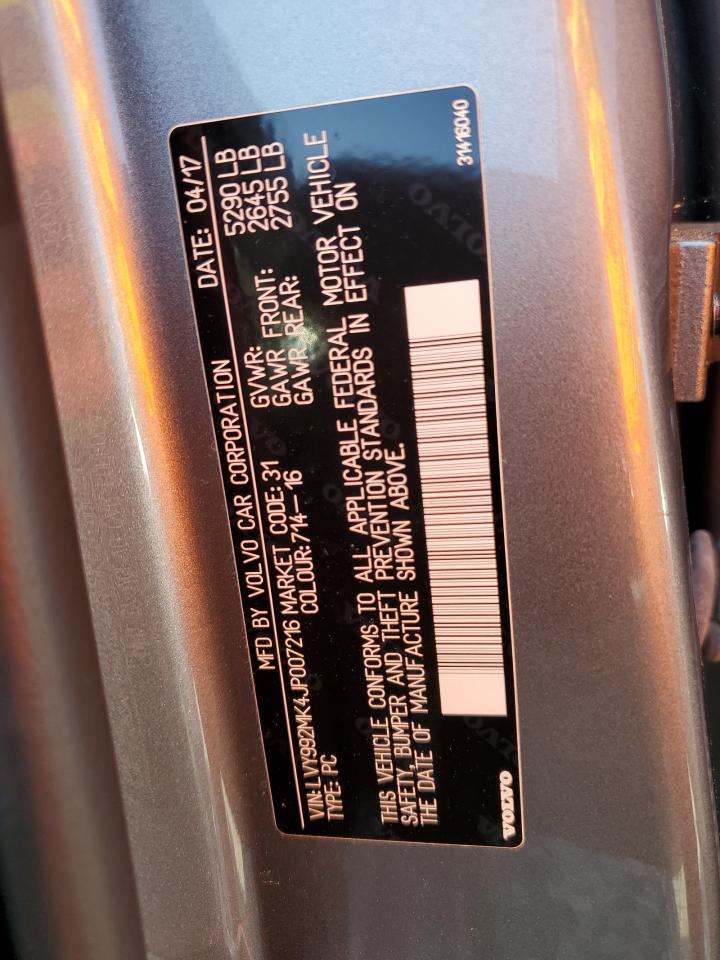 MFD BY VOLVO CAR CORPORATION DATE: 04/17
VIN: LVY992MK4JP007216 MARKET CODE: 31 GVWR: 5290 LB
TYPE: PC COLOUR: 714—16 GAWR FRONT: 2645 LB
GAWR REAR: 2755 LB
THIS VEHICLE CONFORMS TO ALL APPLICABLE FEDERAL MOTOR VEHICLE
SAFETY, BUMPER AND THEFT PREVENTION STANDARDS IN EFFECT ON
THE DATE OF MANUFACTURE SHOWN ABOVE.
VOLVO
31416040